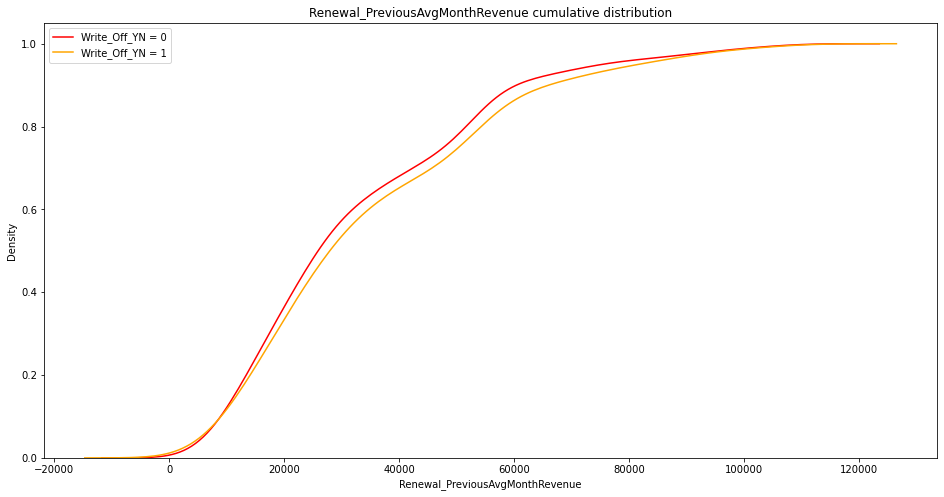 Renewal_PreviousAvgMonthRevenue cumulative distribution
Write_Off_YN = 0
Write_Off_YN = 1
1.0
0.8
0.6
0.4
0.2
0.0
Density
−20000 0 20000 40000 60000 80000 100000 120000
Renewal_PreviousAvgMonthRevenue